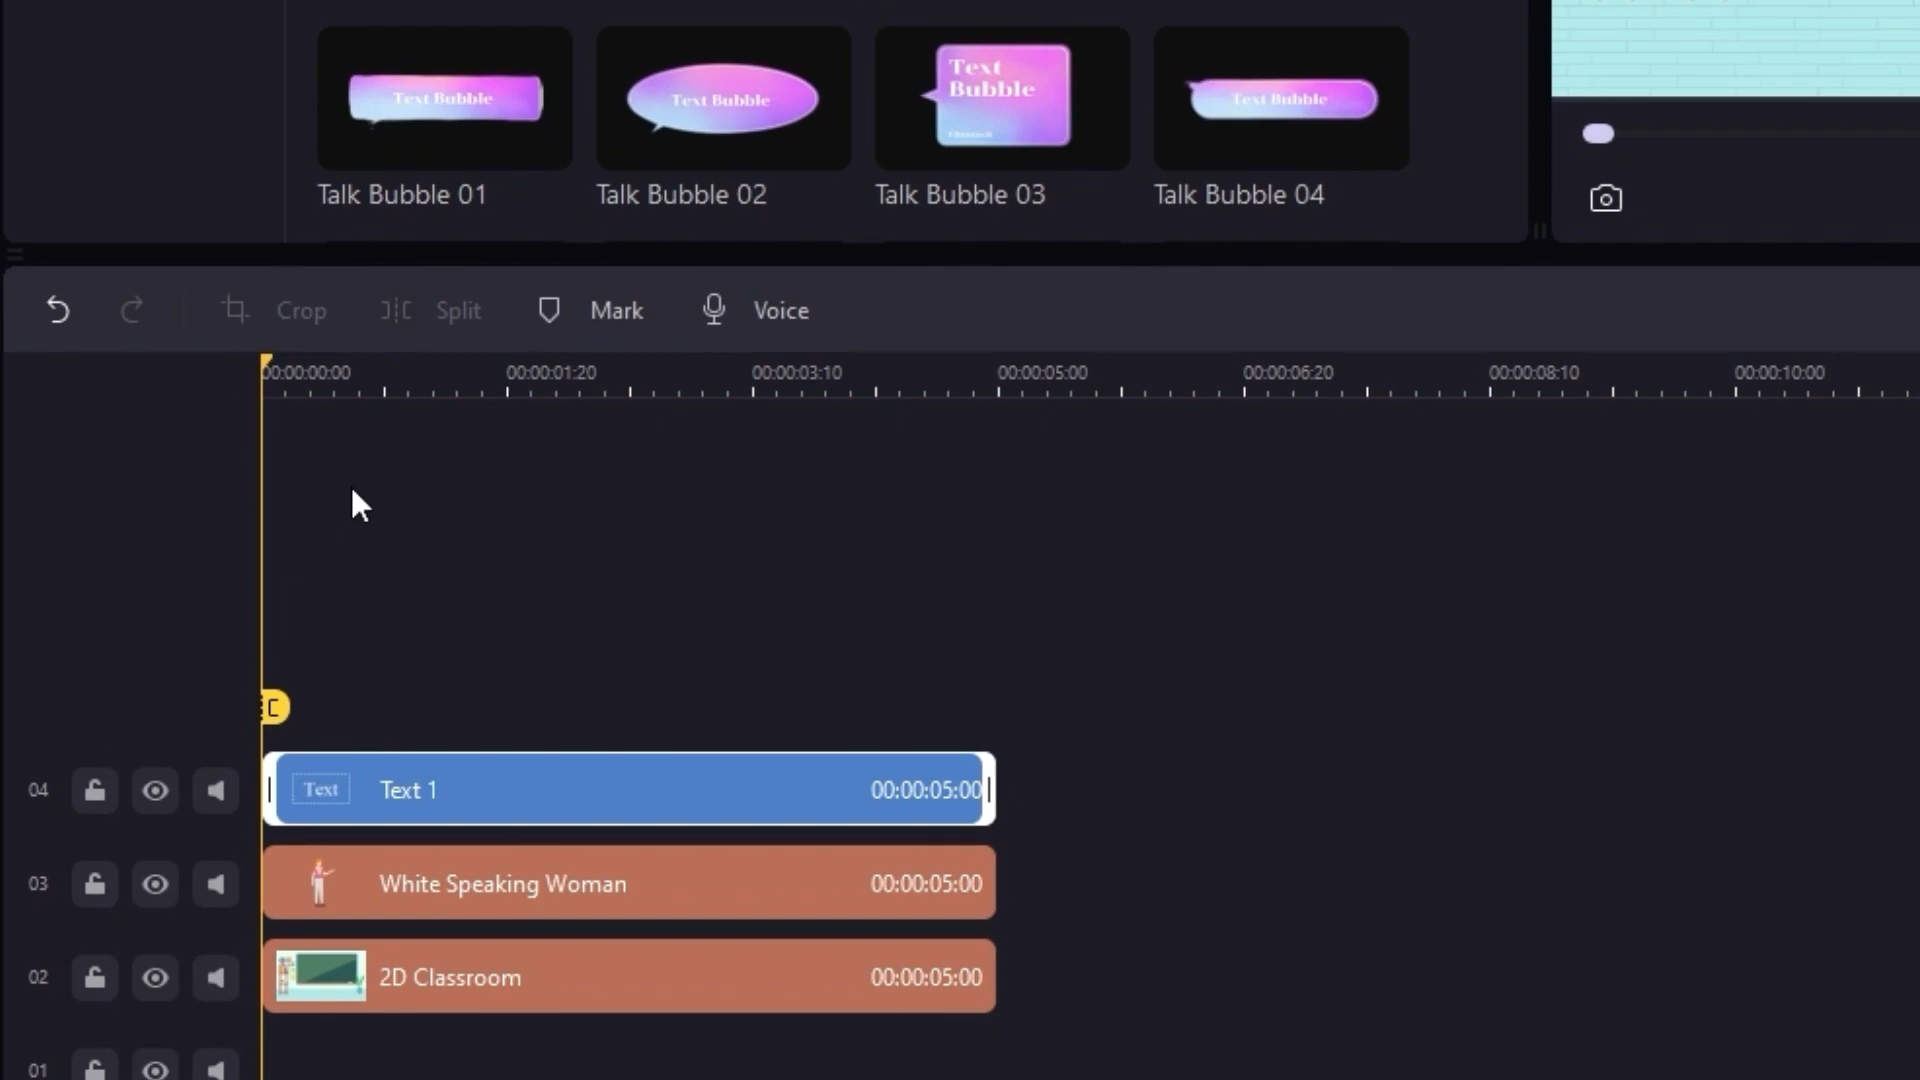 Text Bubble
Text Bubble
Text
Bubble
Text Bubble
Talk Bubble 01
Talk Bubble 02
Talk Bubble 03
Talk Bubble 04
Crop
Split
Mark
Voice
00:00:00:00
00:00:01:20
00:00:03:10
00:00:05:00
00:00:06:20
00:00:08:10
00:00:10:00
04
Text
Text 1
00:00:05:00
03
White Speaking Woman
00:00:05:00
02
2D Classroom
00:00:05:00
01